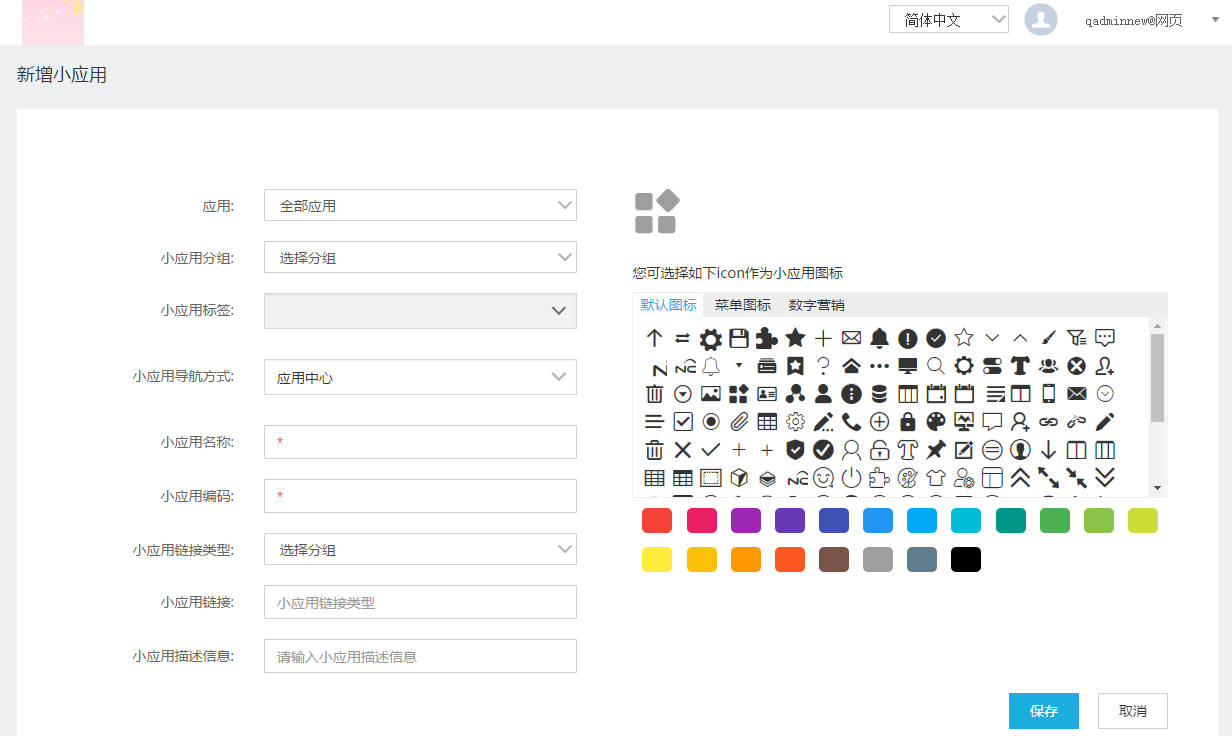 简体中文
qadminnew@网页
新增小应用
应用: 全部应用
小应用分组: 选择分组
小应用标签:
小应用导航方式: 应用中心
小应用名称: *
小应用编码: *
小应用链接类型: 选择分组
小应用链接: 小应用链接类型
小应用描述信息: 请输入小应用描述信息
您可选择如下icon作为小应用图标
默认图标 菜单图标 数字营销
保存 取消